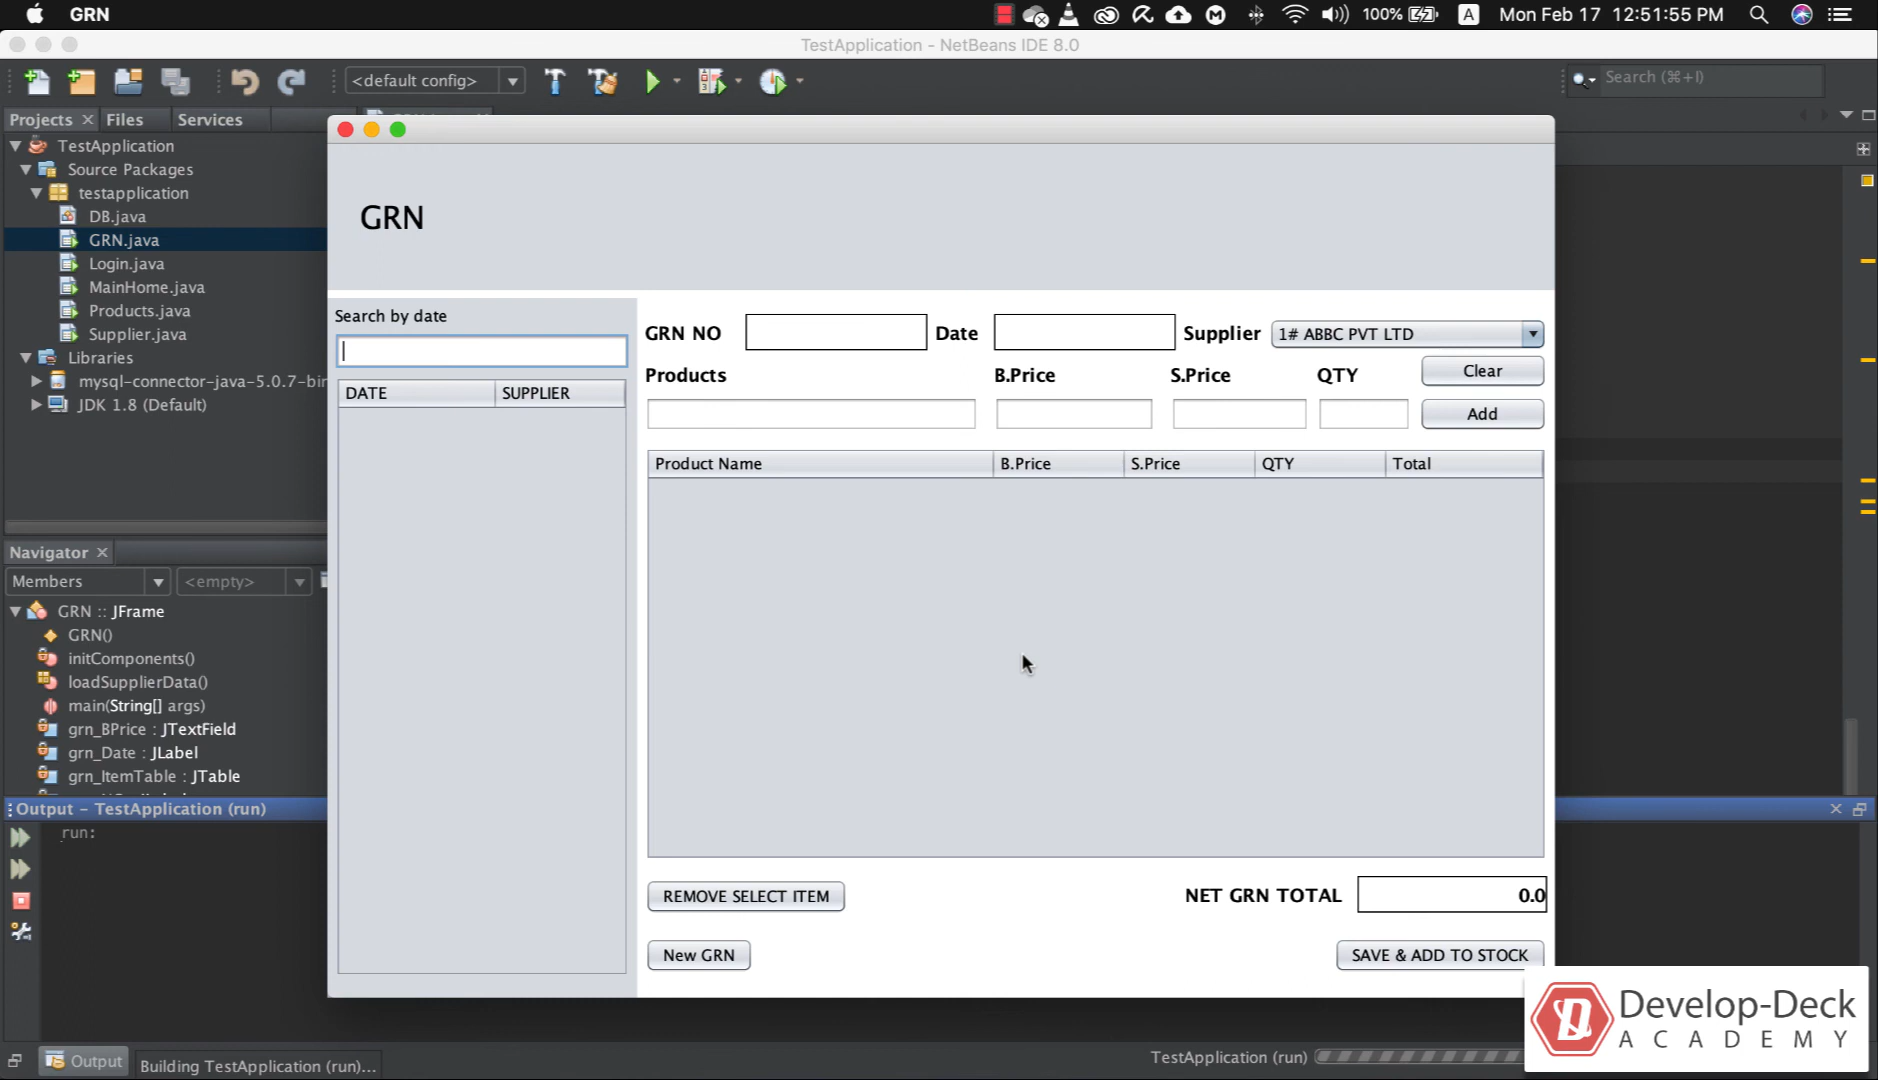 GRN
100%
A
Mon Feb 17 12:51:55 PM
TestApplication - NetBeans IDE 8.0
<default config>
Search (⌘+I)
Projects
Files
Services
TestApplication
Source Packages
testapplication
DB.java
GRN.java
Login.java
MainHome.java
Products.java
Supplier.java
Libraries
mysql-connector-java-5.0.7-bin
JDK 1.8 (Default)
Navigator
Members
<empty>
GRN :: JFrame
GRN()
initComponents()
loadSupplierData()
main(String[] args)
grn_BPrice : JTextField
grn_Date : JLabel
grn_ItemTable : JTable
Output - TestApplication (run)
run:
GRN
Search by date
DATE SUPPLIER
GRN NO Date Supplier 1# ABBC PVT LTD
Products B.Price S.Price QTY Clear
Add
Product Name B.Price S.Price QTY Total
REMOVE SELECT ITEM NET GRN TOTAL 0.0
New GRN SAVE & ADD TO STOCK
Output Building TestApplication (run)... TestApplication (run)
Develop-Deck
ACADEMY